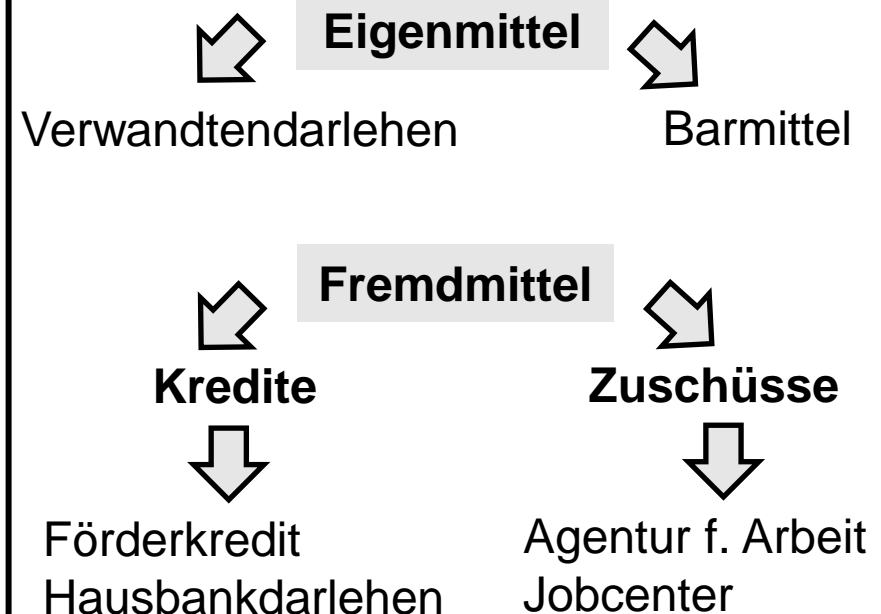 Eigenmittel
Verwandtendarlehen Barmittel
Fremdmittel
Kredite Zuschüsse
Förderkredit Agentur f. Arbeit
Hausbankdarlehen Jobcenter